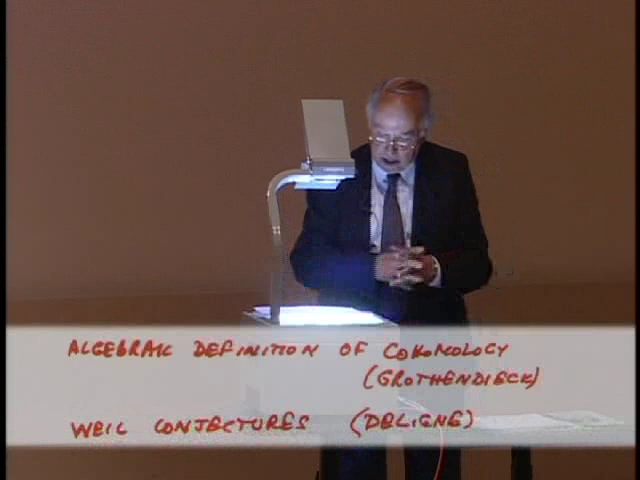 ALGEBRAIC DEFINITION OF COHOMOLOGY
(GROTHENDIECK)
WEIL CONJECTURES (DELIGNE)